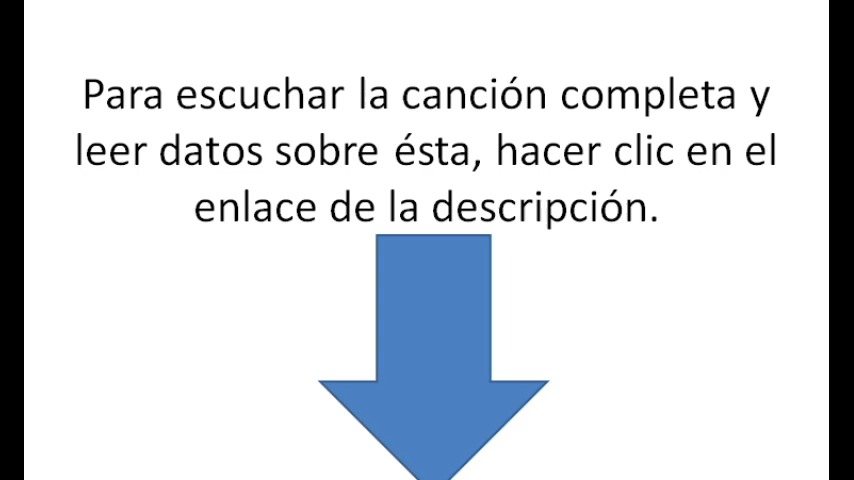 Para escuchar la canción completa y
leer datos sobre ésta, hacer clic en el
enlace de la descripción.